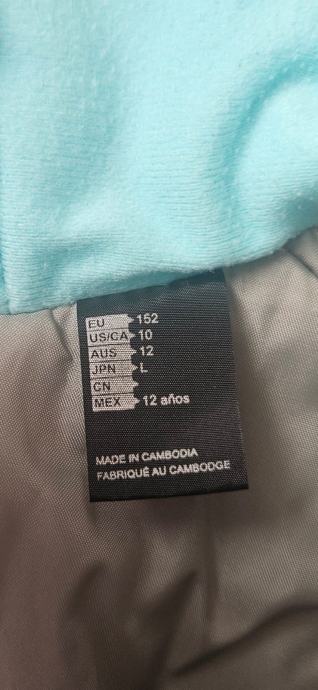 EU 152
US/CA 10
AUS 12
JPN L
CN
MEX 12 años
MADE IN CAMBODIA
FABRIQUÉ AU CAMBODGE